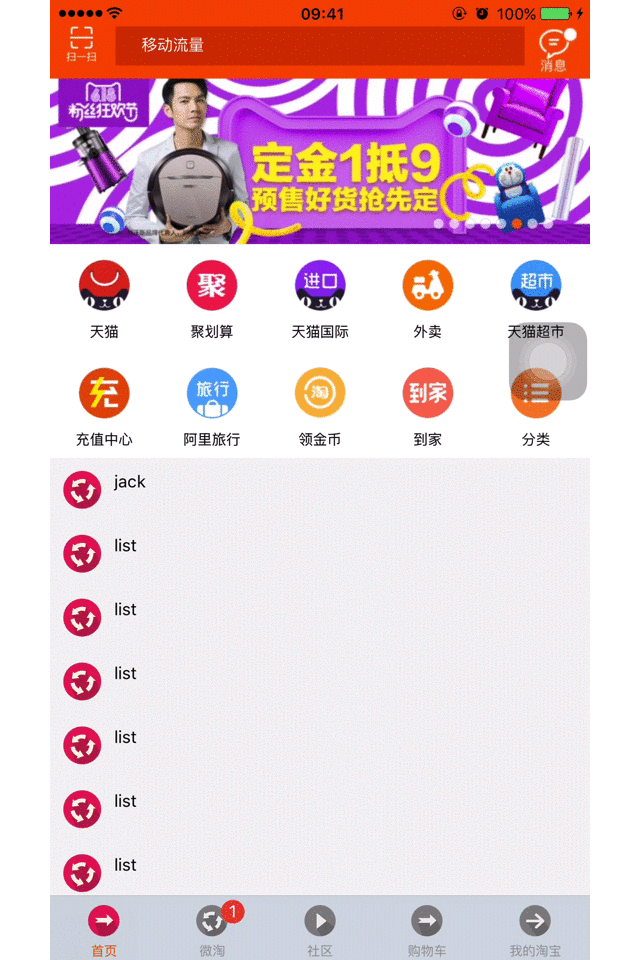 09:41
100%
扫一扫
移动流量
消息
618
粉丝狂欢节
定金1抵9
预售好货抢先定
聚
进口
超市
天猫
聚划算
天猫国际
外卖
天猫超市
充
旅行
淘
到家
充值中心
阿里旅行
领金币
到家
分类
jack
list
list
list
list
list
list
1
首页
微淘
社区
购物车
我的淘宝